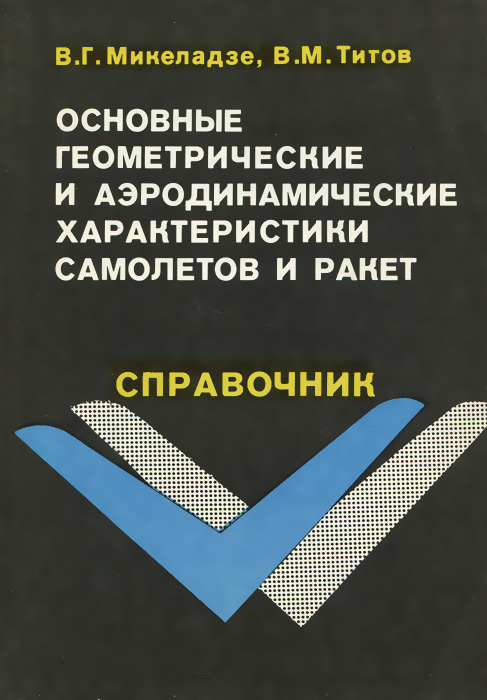 В.Г. Микеладзе, В.М. Титов
ОСНОВНЫЕ
ГЕОМЕТРИЧЕСКИЕ
И АЭРОДИНАМИЧЕСКИЕ
ХАРАКТЕРИСТИКИ
САМОЛЕТОВ И РАКЕТ
СПРАВОЧНИК